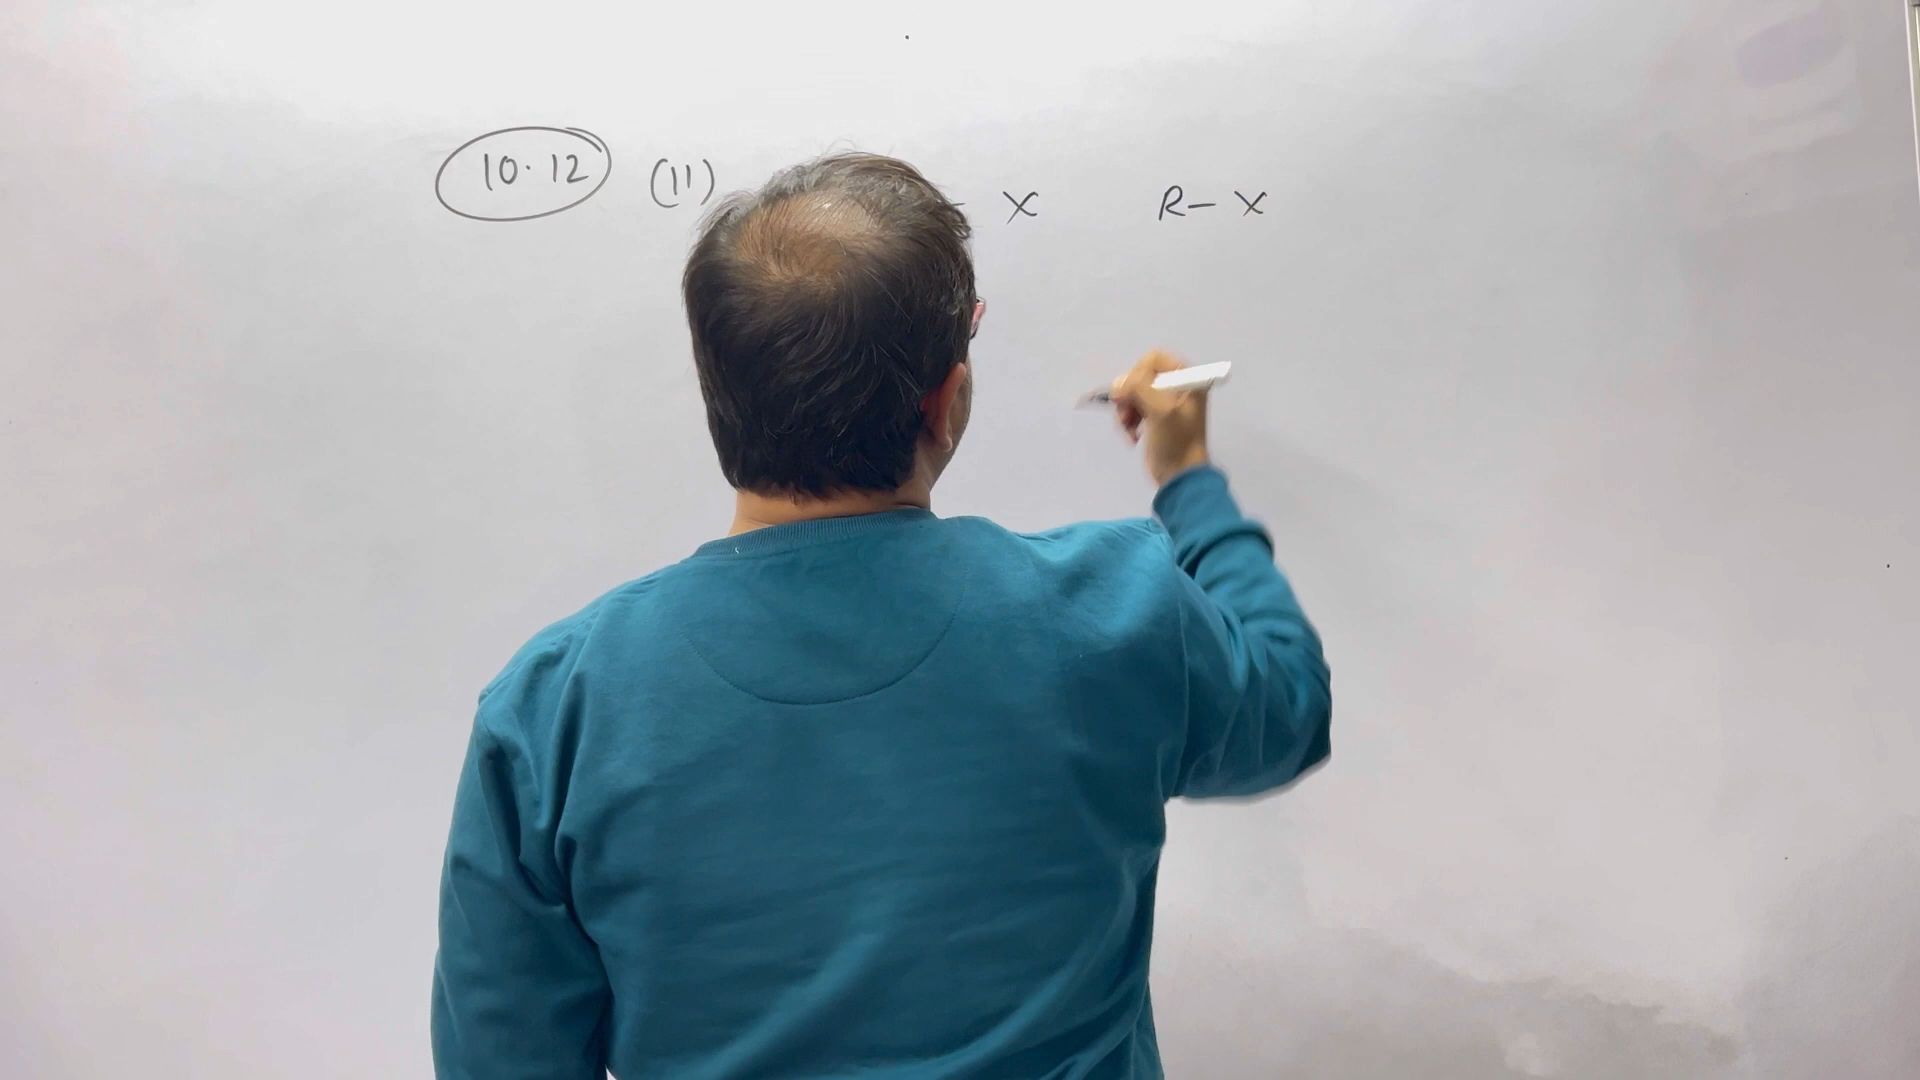 10.12 (11) - X R- X